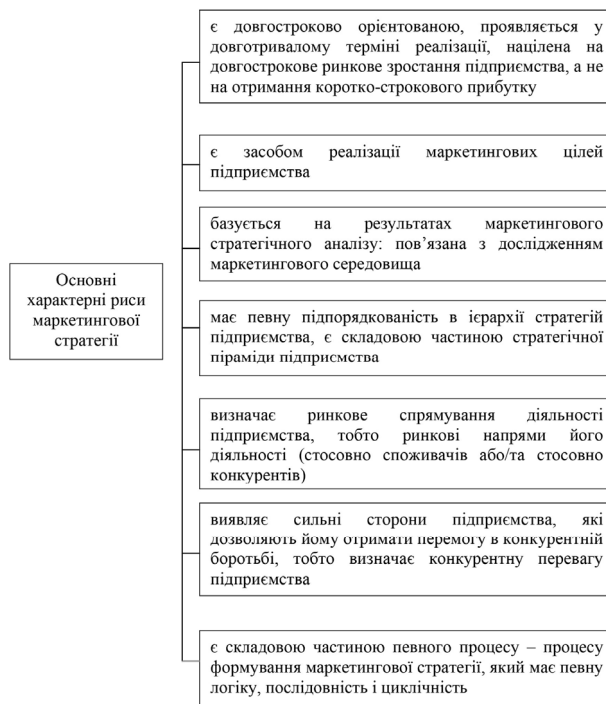 є довгостроково орієнтованою, проявляється у
довготривалому терміні реалізації, націлена на
довгострокове ринкове зростання підприємства, а не
на отримання коротко-строкового прибутку
є засобом реалізації маркетингових цілей
підприємства
базується на результатах маркетингового
стратегічного аналізу: пов’язана з дослідженням
маркетингового середовища
Основні
характерні риси
маркетингової
стратегії
має певну підпорядкованість в ієрархії стратегій
підприємства, є складовою частиною стратегічної
піраміди підприємства
визначає ринкове спрямування діяльності
підприємства, тобто ринкові напрями його
діяльності (стосовно споживачів або/та стосовно
конкурентів)
виявляє сильні сторони підприємства, які
дозволяють йому отримати перемогу в конкурентній
боротьбі, тобто визначає конкурентну перевагу
підприємства
є складовою частиною певного процесу – процесу
формування маркетингової стратегії, який має певну
логіку, послідовність і циклічність